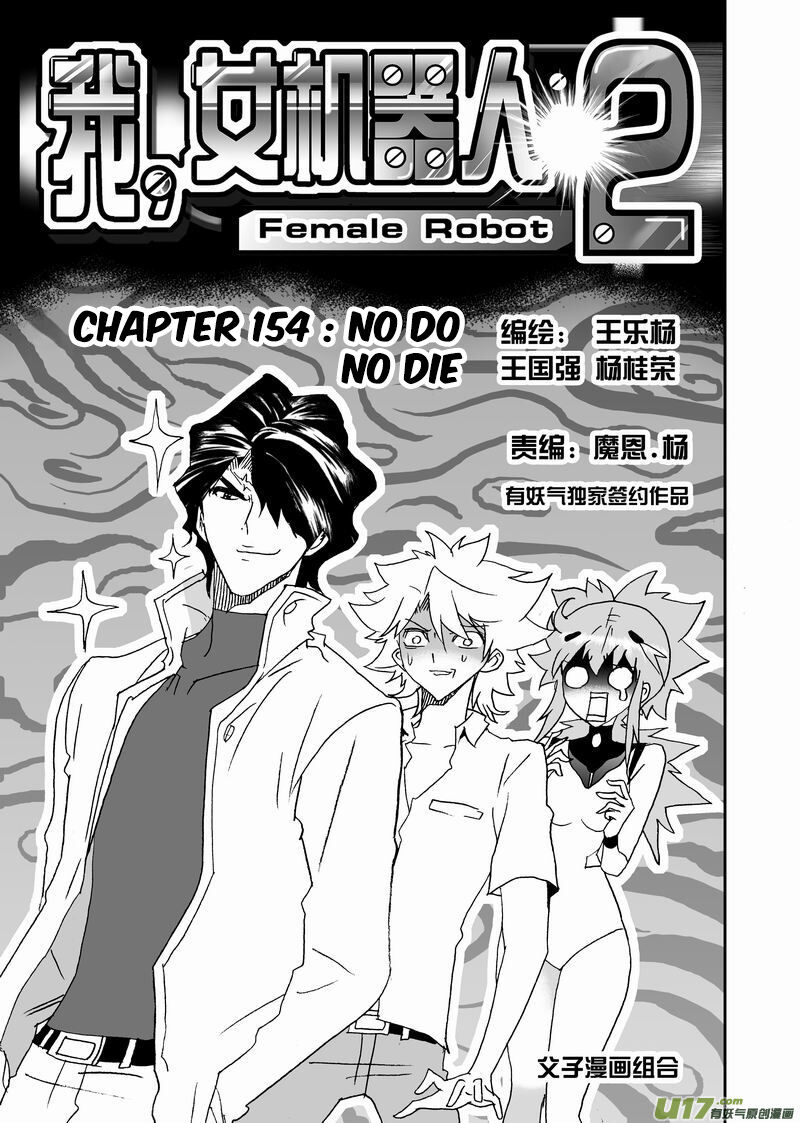 我,女机器人2
Female Robot
CHAPTER 154 : NO DO
NO DIE
编绘： 王乐杨
王国强 杨桂荣
责编：魔恩.杨
有妖气独家签约作品
父子漫画组合
U17.com
有妖气原创漫画